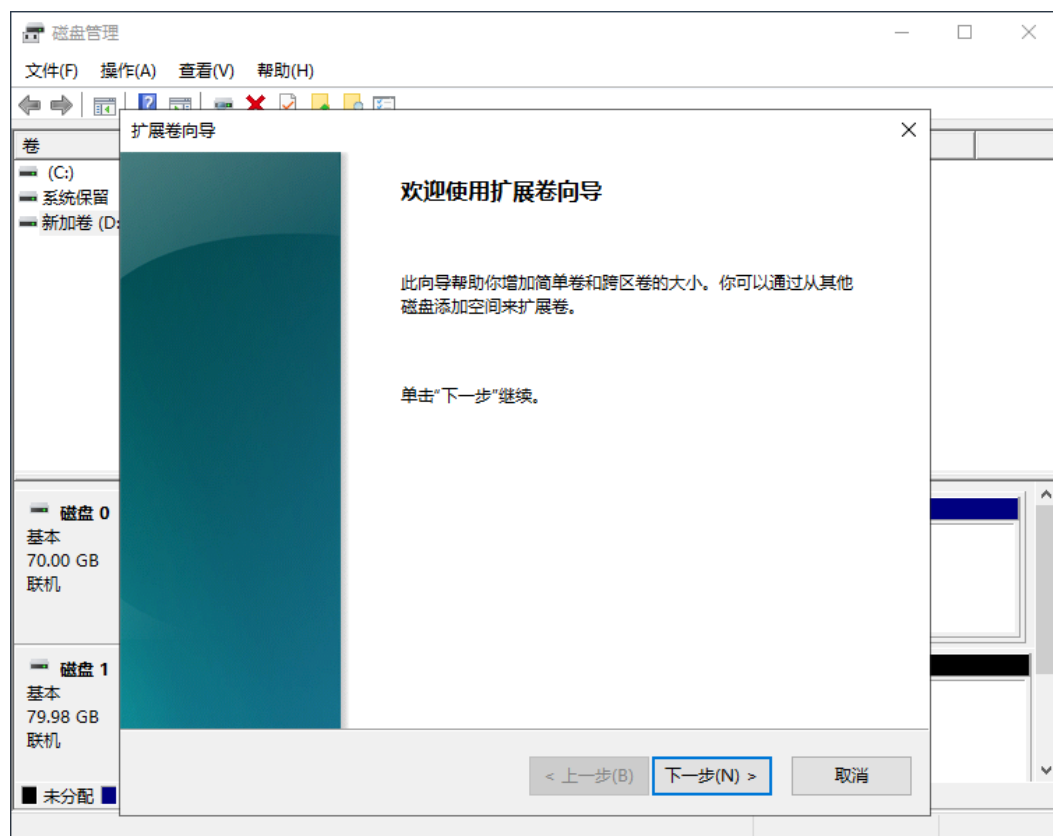 磁盘管理
文件(F) 操作(A) 查看(V) 帮助(H)
扩展卷向导
卷
(C:)
系统保留
新加卷 (D:
欢迎使用扩展卷向导
此向导帮助你增加简单卷和跨区卷的大小。你可以通过从其他
磁盘添加空间来扩展卷。
单击“下一步”继续。
磁盘 0
基本
70.00 GB
联机
磁盘 1
基本
79.98 GB
联机
< 上一步(B) 下一步(N) > 取消
未分配